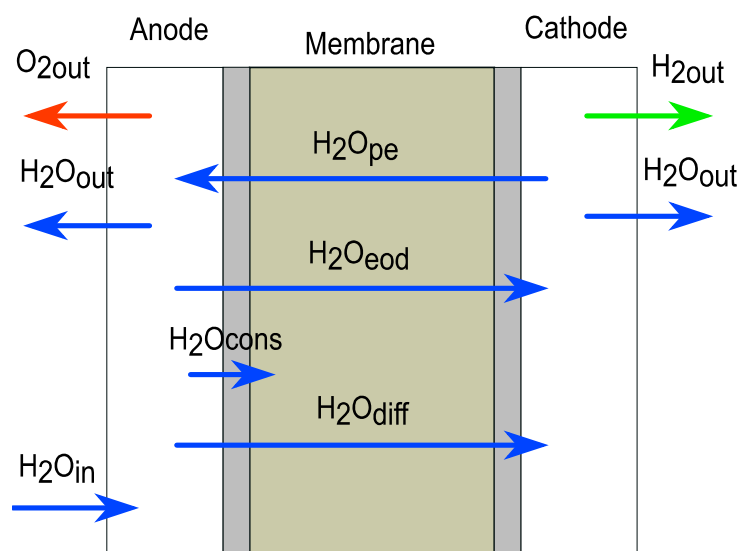 Anode
Membrane
Cathode
O2out
H2out
H2Ope
H2Oout
H2Oout
H2Oeod
H2Ocons
H2Odiff
H2Oin